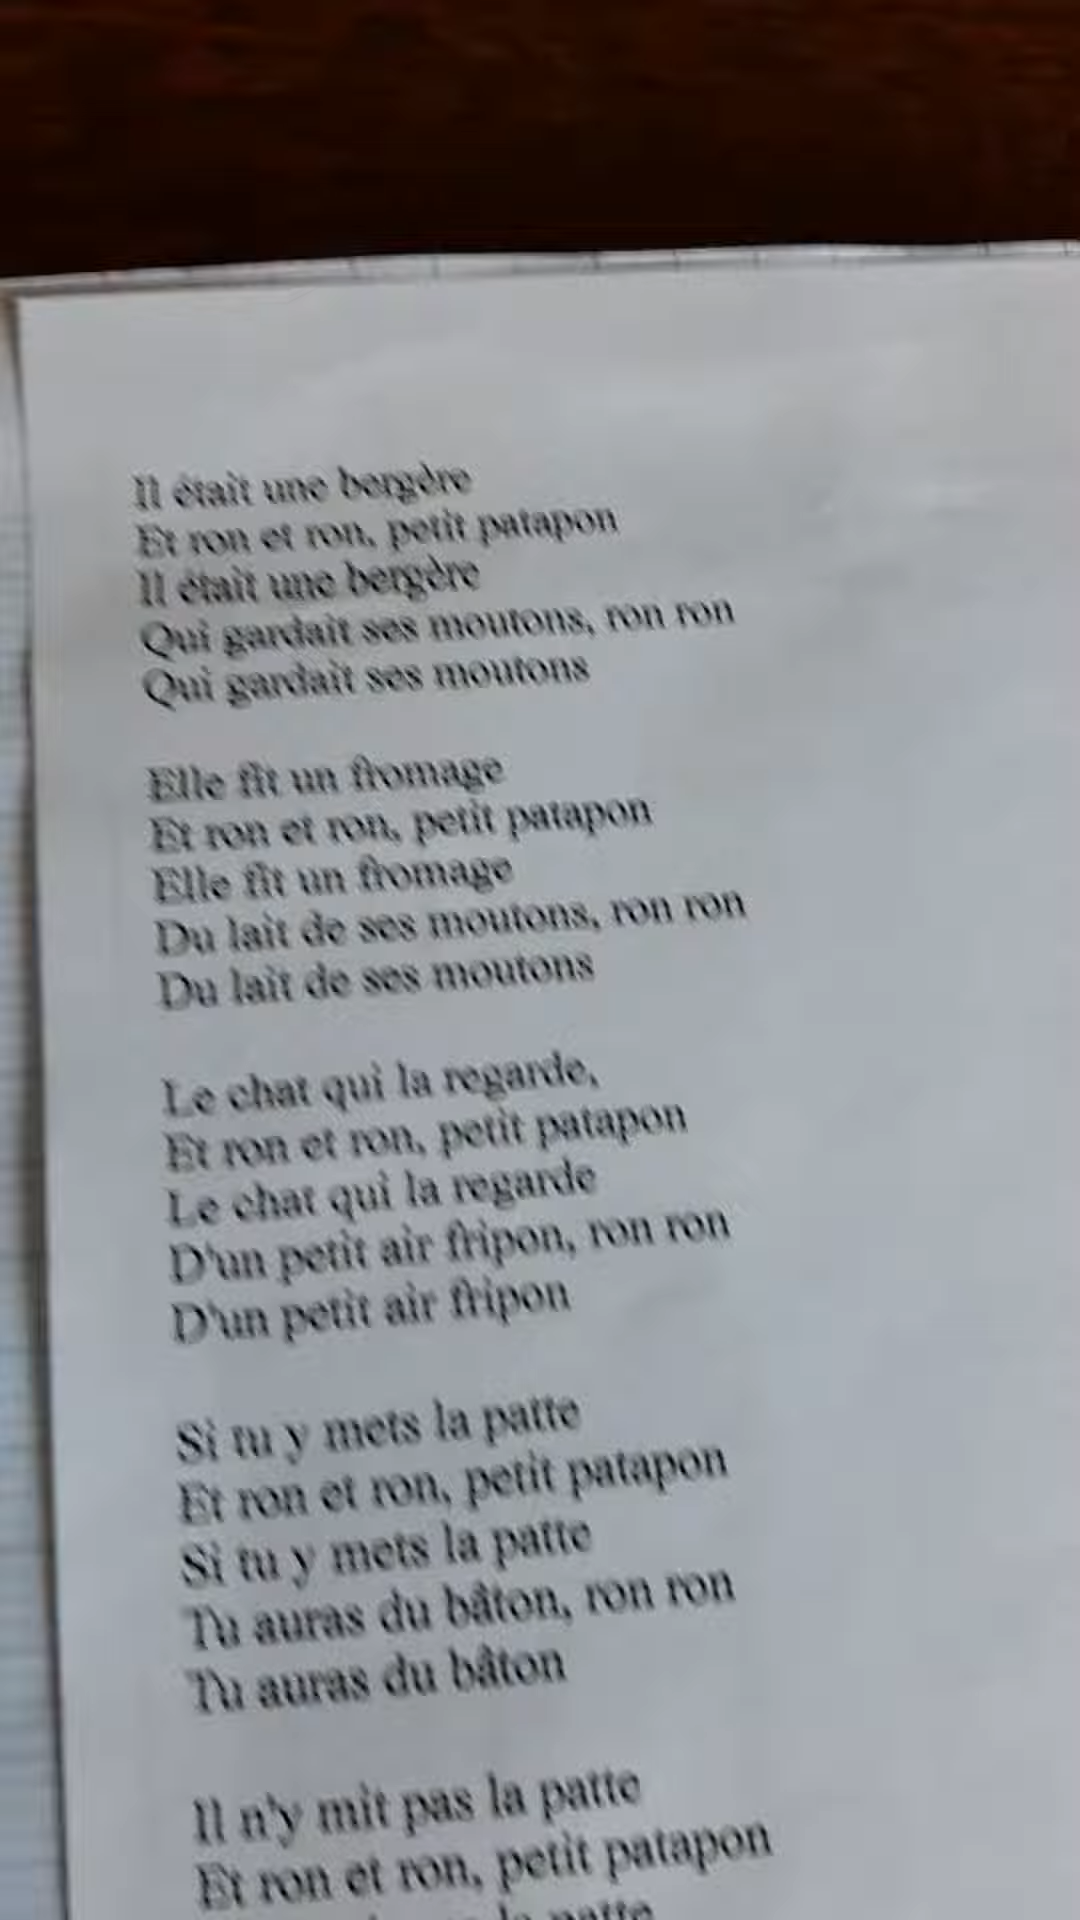 Il était une bergère
Et ron et ron, petit patapon
Il était une bergère
Qui gardait ses moutons, ron ron
Qui gardait ses moutons
Elle fit un fromage
Et ron et ron, petit patapon
Elle fit un fromage
Du lait de ses moutons, ron ron
Du lait de ses moutons
Le chat qui la regarde,
Et ron et ron, petit patapon
Le chat qui la regarde
D'un petit air fripon, ron ron
D'un petit air fripon
Si tu y mets la patte
Et ron et ron, petit patapon
Si tu y mets la patte
Tu auras du bâton, ron ron
Tu auras du bâton
Il n'y mit pas la patte
Et ron et ron, petit patapon
la patte